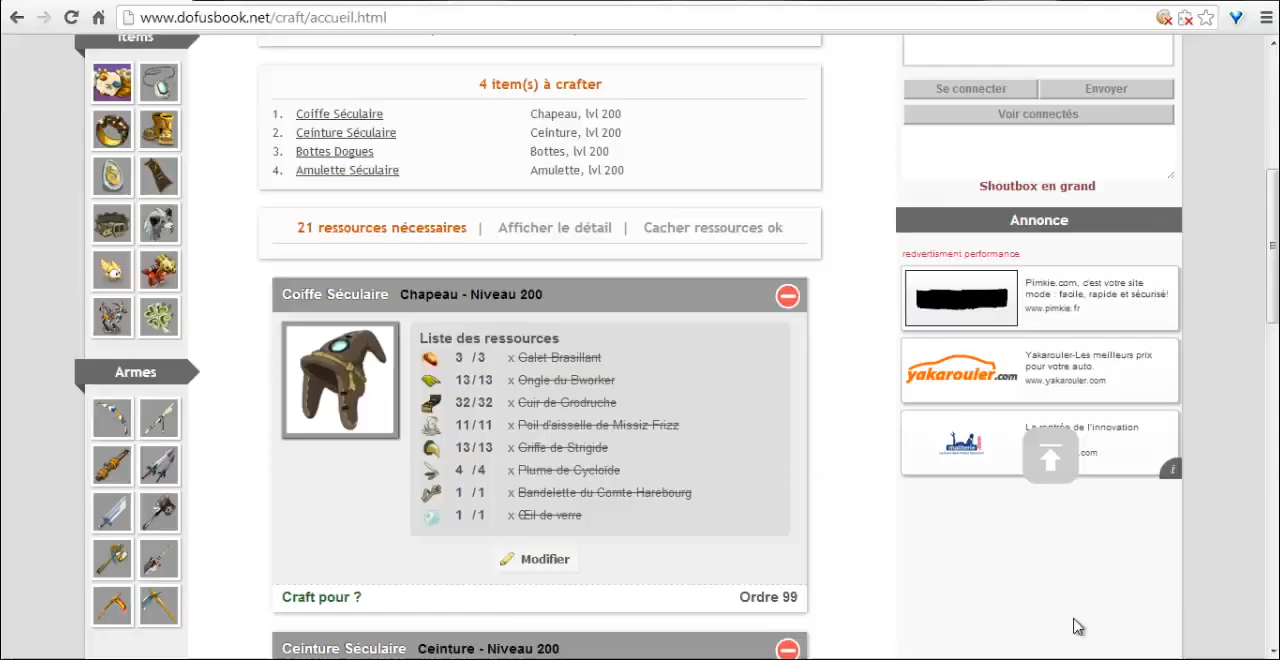 www.dofusbook.net/craft/accueil.html
Items
4 item(s) à crafter
1. Coiffe Séculaire Chapeau, lvl 200
2. Ceinture Séculaire Ceinture, lvl 200
3. Bottes Dogues Bottes, lvl 200
4. Amulette Séculaire Amulette, lvl 200
21 ressources nécessaires | Afficher le détail | Cacher ressources ok
Coiffe Séculaire Chapeau - Niveau 200
Liste des ressources
3 /3 x Galet Brasillant
13/13 x Ongle du Bworker
32/32 x Cuir de Grodruche
11/11 x Poil d'aisselle de Missiz Frizz
13/13 x Griffe de Strigide
4 /4 x Plume de Cycloïde
1 /1 x Bandelette du Comte Harebourg
1 /1 x Œil de verre
Modifier
Craft pour ? Ordre 99
Ceinture Séculaire Ceinture - Niveau 200
Armes
Se connecter Envoyer
Voir connectés
Shoutbox en grand
Annonce
redvertisment performance
Pimkie.com, c'est votre site
mode : facile, rapide et sécurisé!
www.pimkie.fr
yakarouler.com
Yakarouler-Les meilleurs prix
pour votre auto.
www.yakarouler.com
La rentrée de l'innovation
.com
i